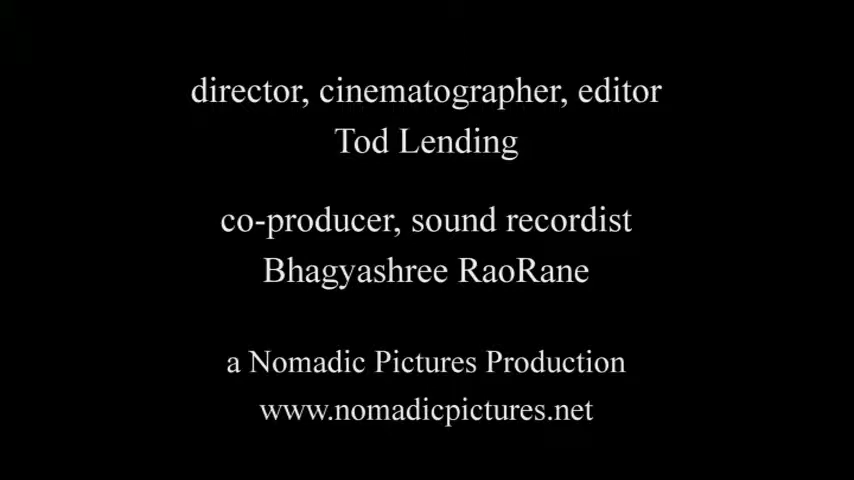 director, cinematographer, editor
Tod Lending
co-producer, sound recordist
Bhagyashree RaoRane
a Nomadic Pictures Production
www.nomadicpictures.net